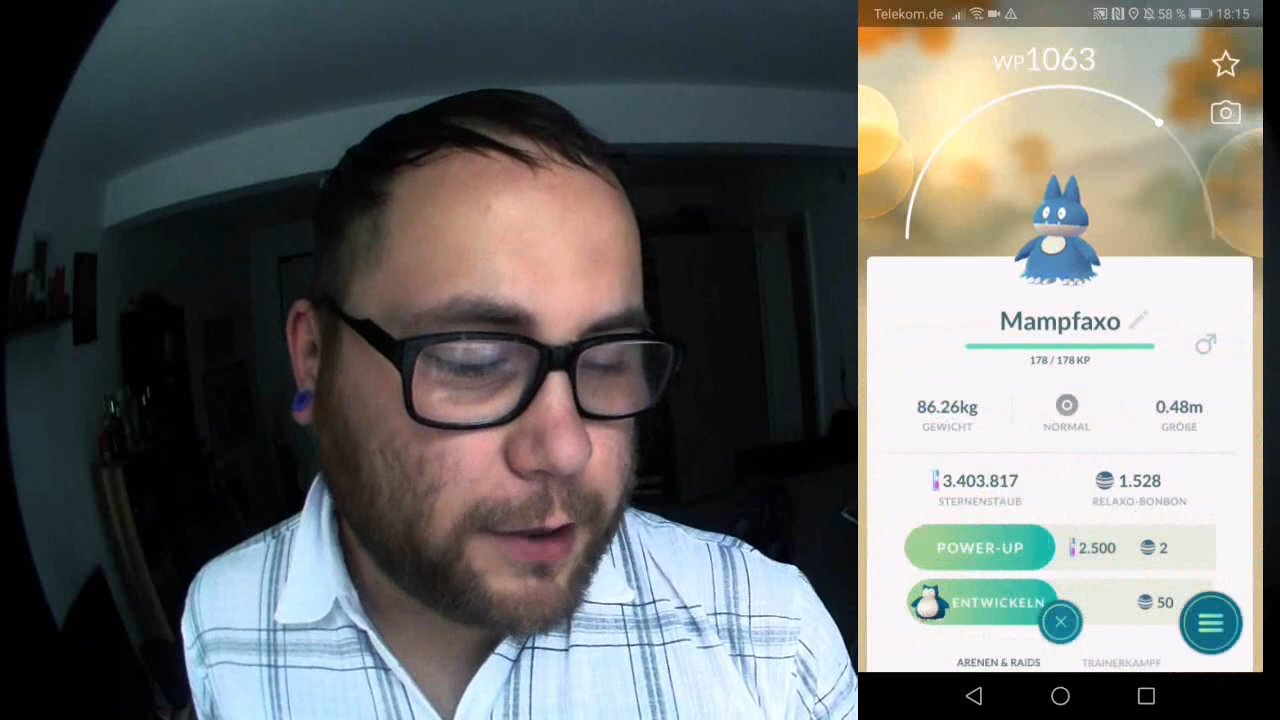 Telekom.de 58 % 18:15
WP1063
Mampfaxo
178 / 178 KP
86.26kg NORMAL 0.48m
GEWICHT GRÖẞE
3.403.817 1.528
STERNENSTAUB RELAXO-BONBON
POWER-UP 2.500 2
ENTWICKELN 50
ARENEN & RAIDS TRAINERKAMPF